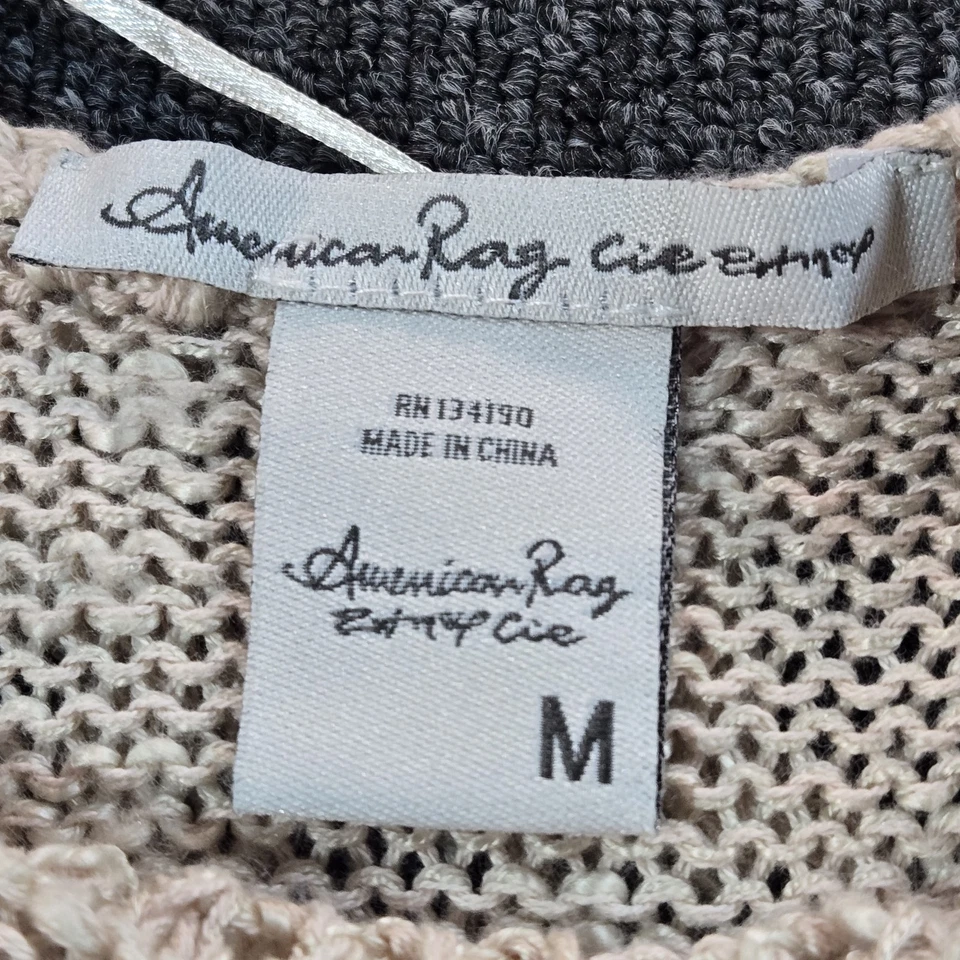 American Rag Cie
RN 134190
MADE IN CHINA
American Rag
Cie
M